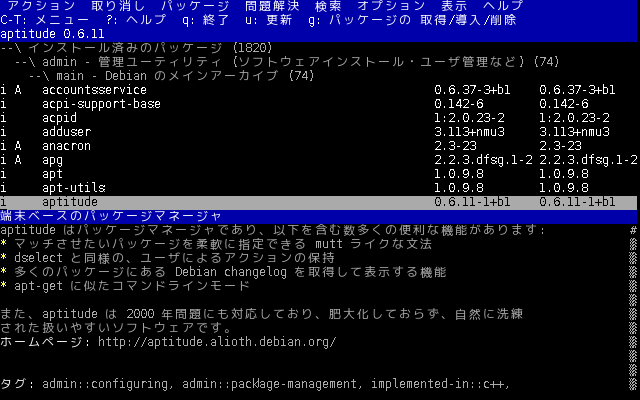 アクション 取り消し パッケージ 問題解決 検索 オプション 表示 ヘルプ
C-T: メニュー ?: ヘルプ q: 終了 u: 更新 g: パッケージの 取得/導入/削除
aptitude 0.6.11
--\ インストール済みのパッケージ (1820)
--\ admin - 管理ユーティリティ (ソフトウェアインストール・ユーザ管理など) (74)
--\ main - Debian のメインアーカイブ (74)
i A accountsservice 0.6.37-3+b1 0.6.37-3+b1
i acpi-support-base 0.142-6 0.142-6
i acpid 1:2.0.23-2 1:2.0.23-2
i adduser 3.113+nmu3 3.113+nmu3
i A anacron 2.3-23 2.3-23
i A apg 2.2.3.dfsg.1-2 2.2.3.dfsg.1-2
i apt 1.0.9.8 1.0.9.8
i apt-utils 1.0.9.8 1.0.9.8
i aptitude 0.6.11-1+b1 0.6.11-1+b1
端末ベースのパッケージマネージャ
aptitude はパッケージマネージャであり、以下を含む数多くの便利な機能があります: #
* マッチさせたいパッケージを柔軟に指定できる mutt ライクな文法
* dselect と同様の、ユーザによるアクションの保持
* 多くのパッケージにある Debian changelog を取得して表示する機能
* apt-get に似たコマンドラインモード
また、aptitude は 2000 年問題にも対応しており、肥大化しておらず、自然に洗練
された扱いやすいソフトウェアです。
ホームページ: http://aptitude.alioth.debian.org/
タグ: admin::configuring, admin::package-management, implemented-in::c++,